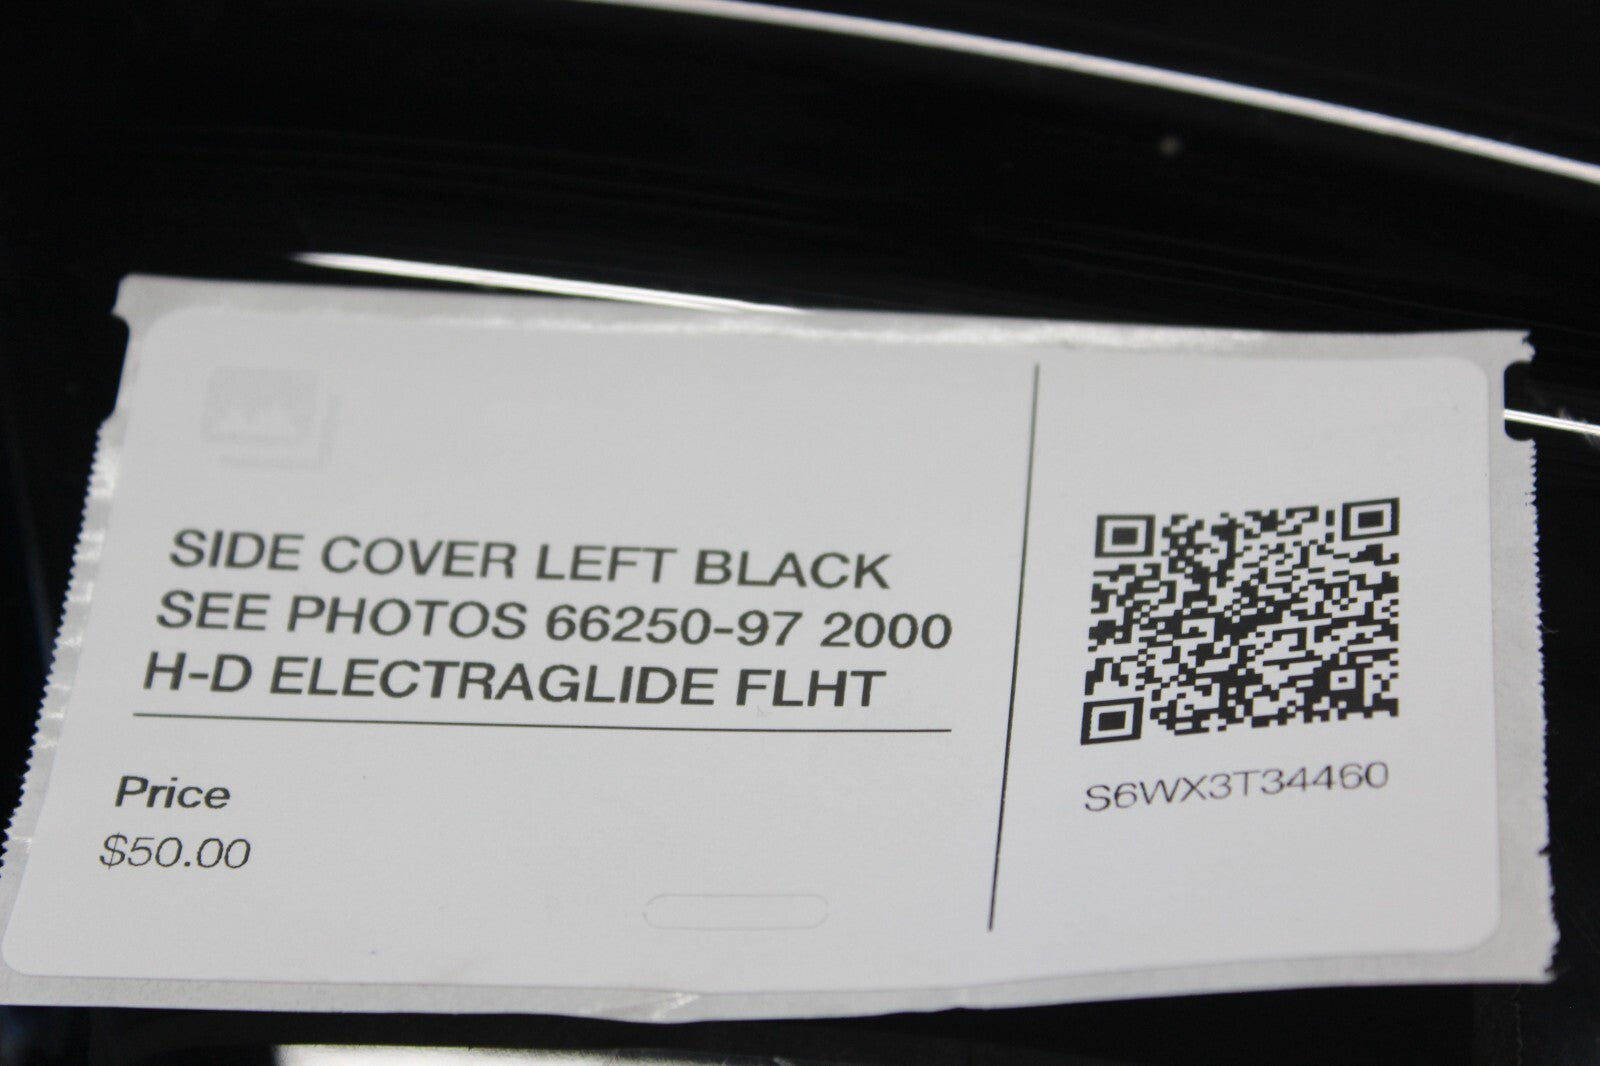 SIDE COVER LEFT BLACK
SEE PHOTOS 66250-97 2000
H-D ELECTRAGLIDE FLHT
Price
$50.00
S6WX3T34460